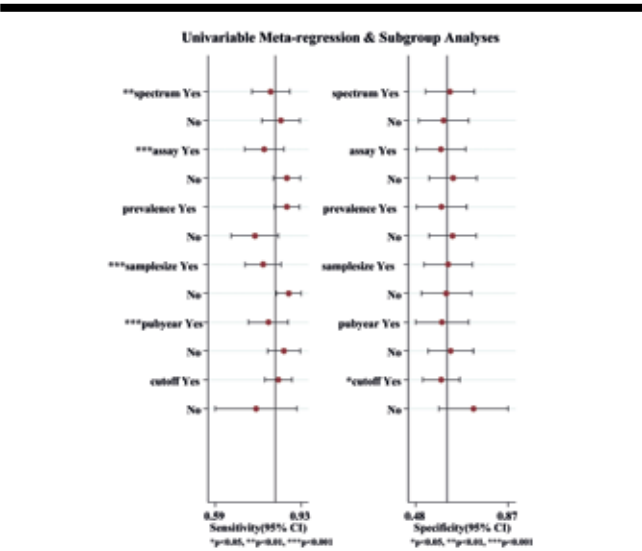 Univariable Meta-regression & Subgroup Analyses
**spectrum Yes
No
***assay Yes
No
prevalence Yes
No
***samplesize Yes
No
***pubyear Yes
No
cutoff Yes
No
0.59 0.93
Sensitivity(95% CI)
*p<0.05, **p<0.01, ***p<0.001
spectrum Yes
No
assay Yes
No
prevalence Yes
No
samplesize Yes
No
pubyear Yes
No
*cutoff Yes
No
0.48 0.87
Specificity(95% CI)
*p<0.05, **p<0.01, ***p<0.001